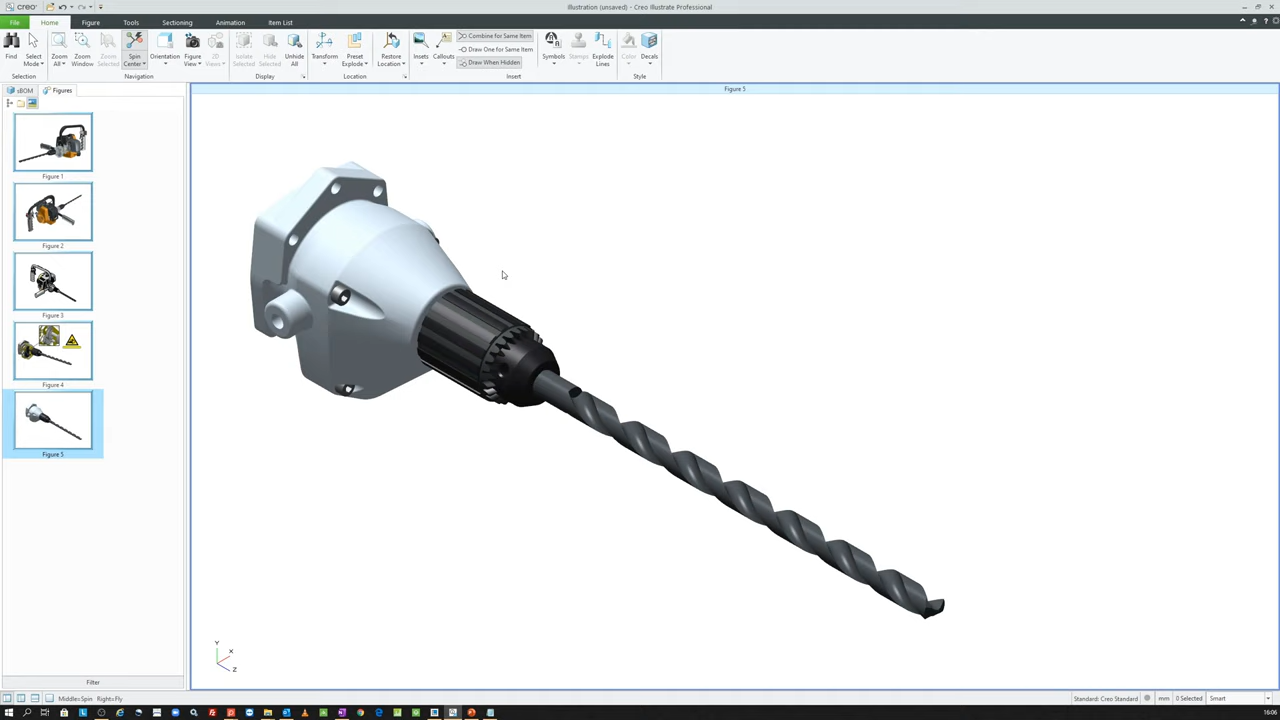 creo
Illustration (unsaved) - Creo Illustrate Professional
File Home Figure Tools Sectioning Animation Item List
Find Select Mode Zoom All Zoom Window Zoom Selected Spin Center Orientation Figure View 2D Views Isolate Selected Hide Selected Unhide All Transform Preset Explode Restore Location Insets Callouts Combine for Same Item Draw One for Same Item Draw When Hidden Symbols Stamps Explode Lines Color Decals
Selection Navigation Display Location Insert Style
sBOM Figures
Figure 5
Figure 1
Figure 2
Figure 3
Figure 4
Figure 5
Y
X
Z
Filter
Middle=Spin Right=Fly
Standard: Creo Standard mm 0 Selected Smart
16:06